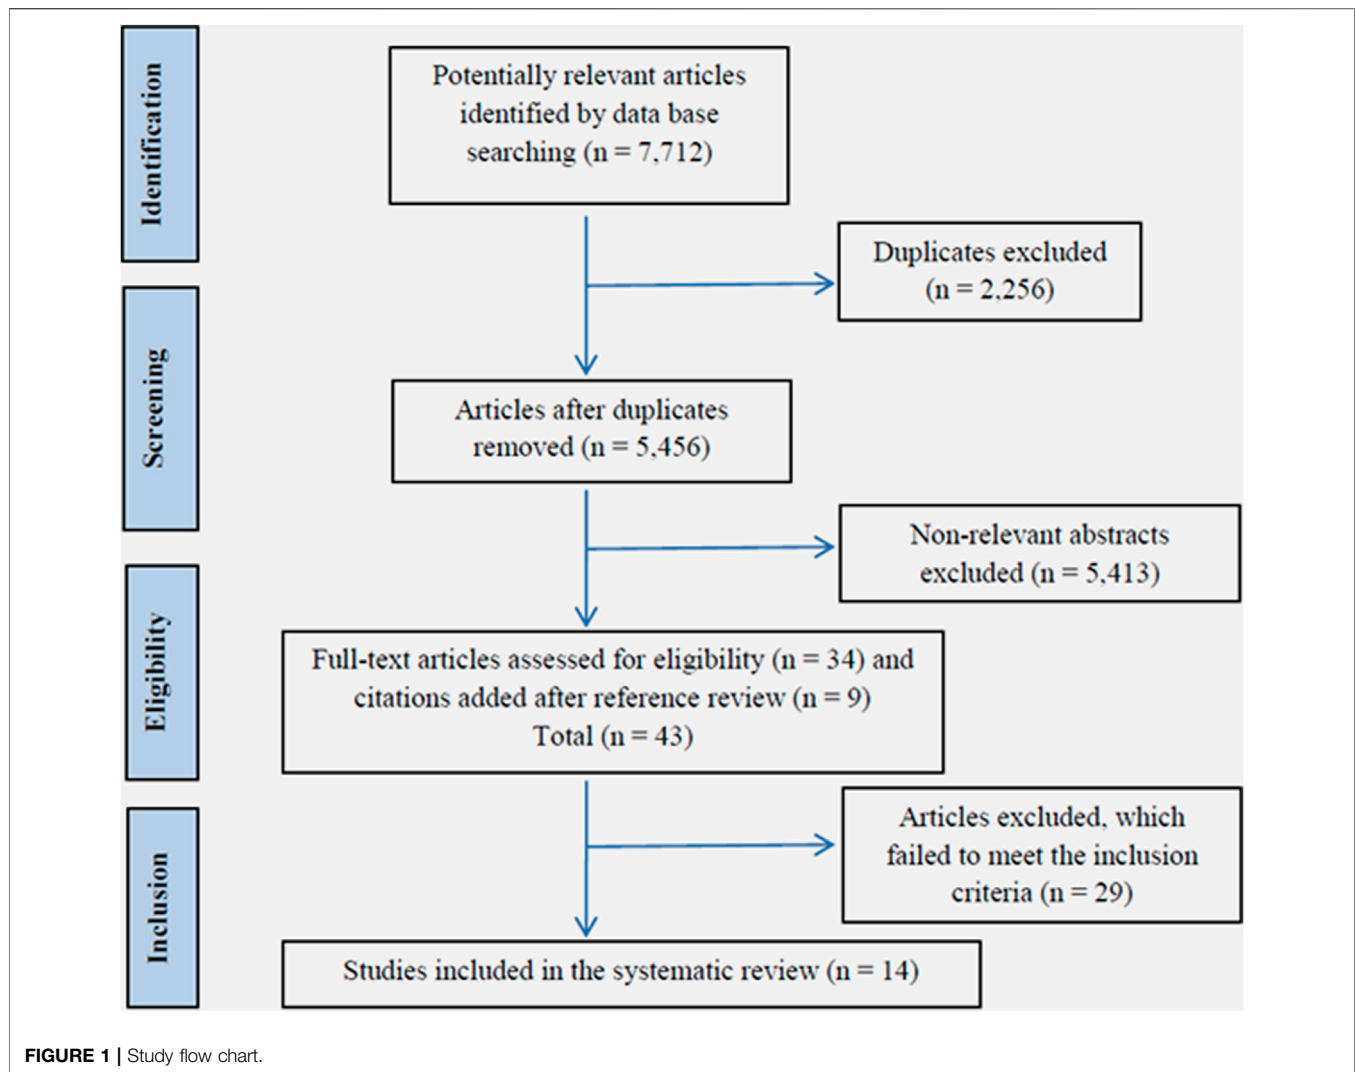 Identification
Potentially relevant articles
identified by data base
searching (n = 7,712)
Duplicates excluded
(n = 2,256)
Screening
Articles after duplicates
removed (n = 5,456)
Non-relevant abstracts
excluded (n = 5,413)
Eligibility
Full-text articles assessed for eligibility (n = 34) and
citations added after reference review (n = 9)
Total (n = 43)
Articles excluded, which
failed to meet the inclusion
criteria (n = 29)
Inclusion
Studies included in the systematic review (n = 14)
FIGURE 1 | Study flow chart.